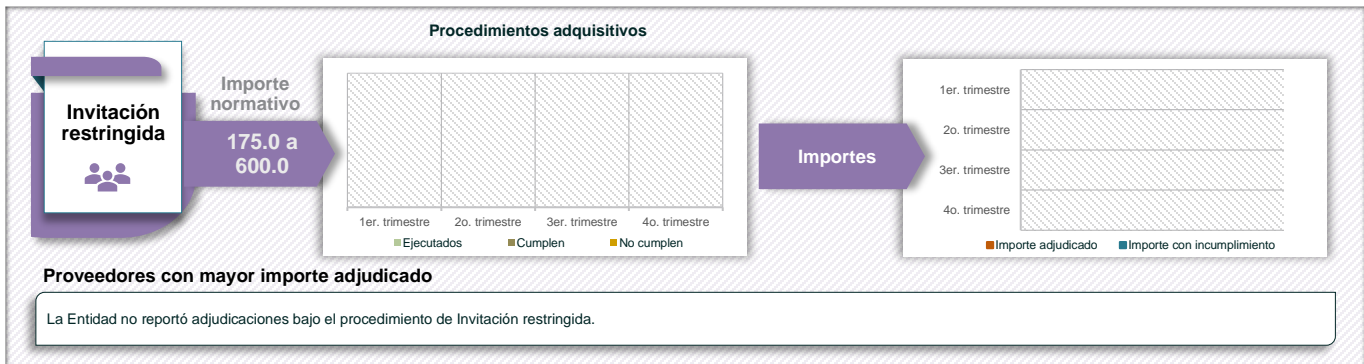 Procedimientos adquisitivos
Invitación
restringida
Importe
normativo
175.0 a
600.0
1er. trimestre
2o. trimestre
3er. trimestre
4o. trimestre
Ejecutados
Cumplen
No cumplen
Importes
1er. trimestre
2o. trimestre
3er. trimestre
4o. trimestre
Importe adjudicado
Importe con incumplimiento
Proveedores con mayor importe adjudicado
La Entidad no reportó adjudicaciones bajo el procedimiento de Invitación restringida.